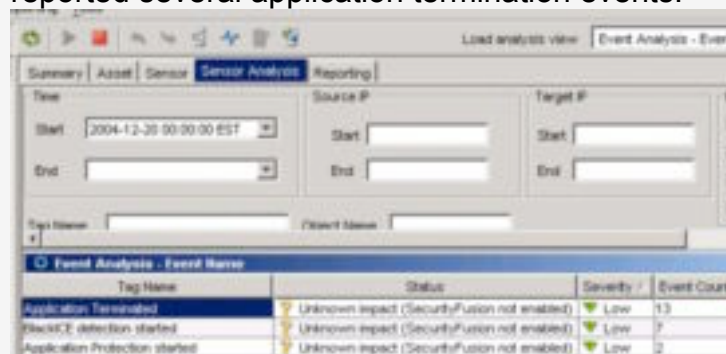 reported several application termination events.
Load analysis view Event Analysis - Even
Summary Asset Sensor Sensor Analysis Reporting
Time Source IP Target IP
Start 2004-12-20 00:00:00 EST Start Start
End End End
Tag Name Object Name
Event Analysis - Event Name
Tag Name Status Severity / Event Coun
Application Terminated Unknown impact (SecurityFusion not enabled) Low 13
BlackICE detection started Unknown impact (SecurityFusion not enabled) Low 7
Application Protection started Unknown impact (SecurityFusion not enabled) Low 2